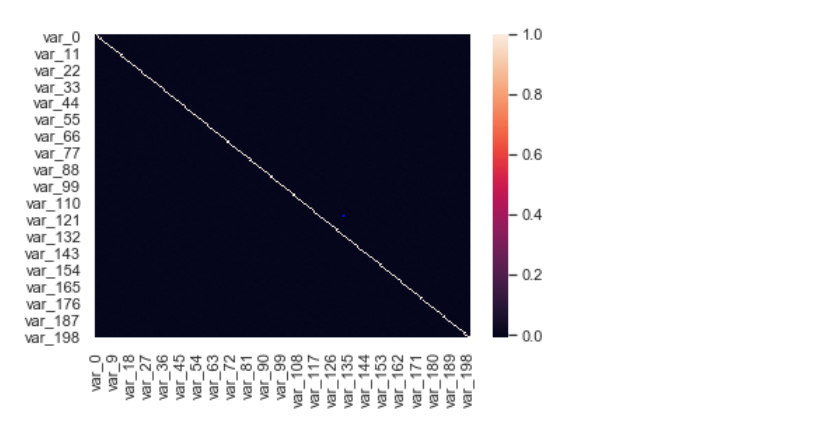 var_0
var_11
var_22
var_33
var_44
var_55
var_66
var_77
var_88
var_99
var_110
var_121
var_132
var_143
var_154
var_165
var_176
var_187
var_198
1.0
0.8
0.6
0.4
0.2
0.0
var_0
var_9
var_18
var_27
var_36
var_45
var_54
var_63
var_72
var_81
var_90
var_99
var_108
var_117
var_126
var_135
var_144
var_153
var_162
var_171
var_180
var_189
var_198